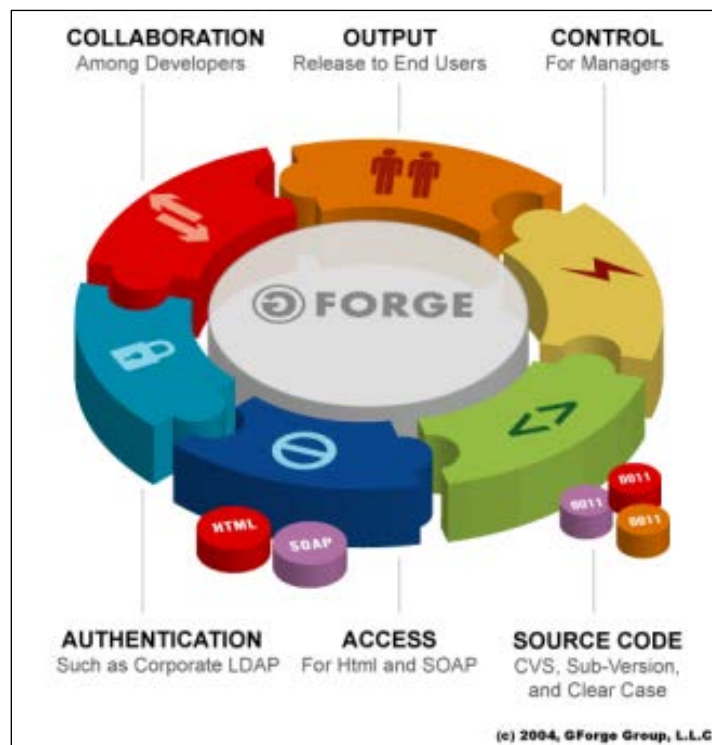 COLLABORATION
Among Developers
OUTPUT
Release to End Users
CONTROL
For Managers
G FORGE
HTML
SOAP
0011
0011
0011
AUTHENTICATION
Such as Corporate LDAP
ACCESS
For Html and SOAP
SOURCE CODE
CVS, Sub-Version,
and Clear Case
(c) 2004, GForge Group, L.L.C